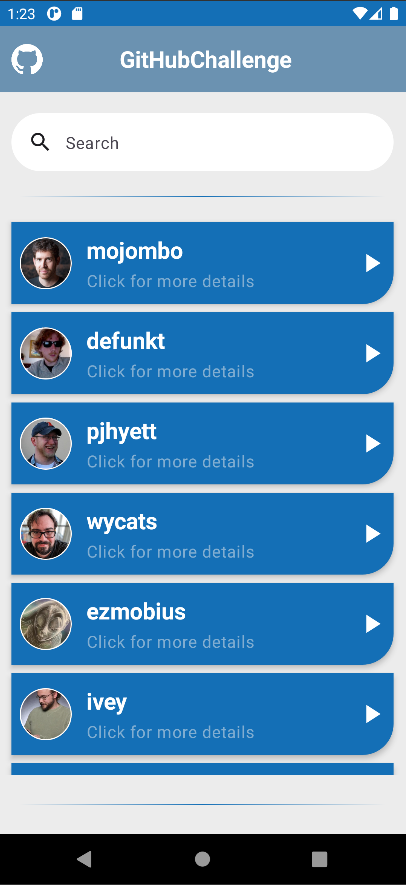 1:23
GitHubChallenge
Search
mojombo
Click for more details
defunkt
Click for more details
pjhyett
Click for more details
wycats
Click for more details
ezmobius
Click for more details
ivey
Click for more details